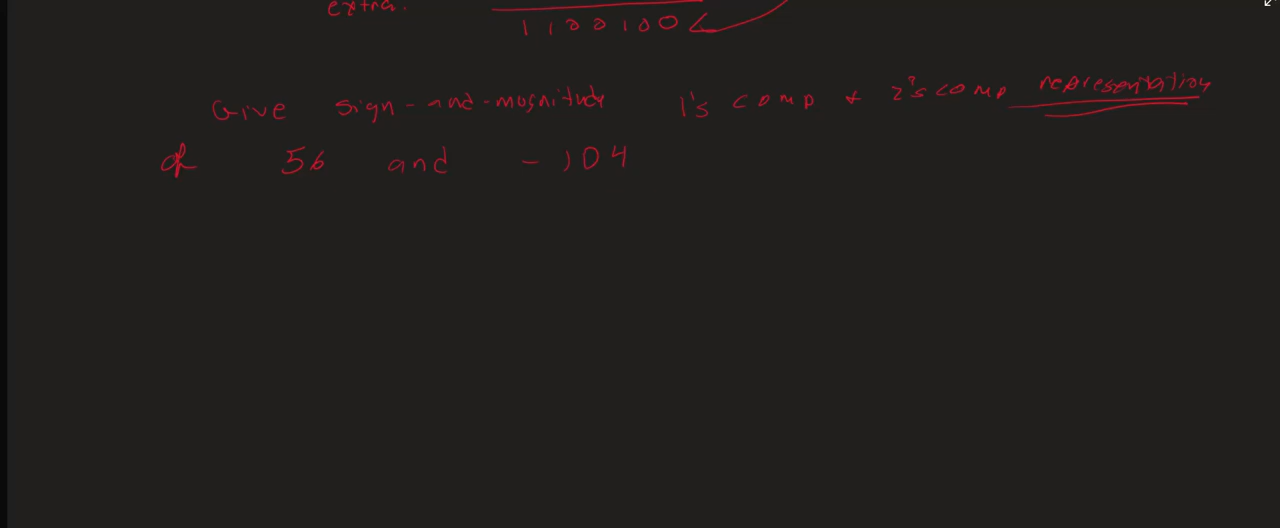 extra.
1100100
Give sign-and-magnitude 1's comp + 2's comp representation
of 56 and -104